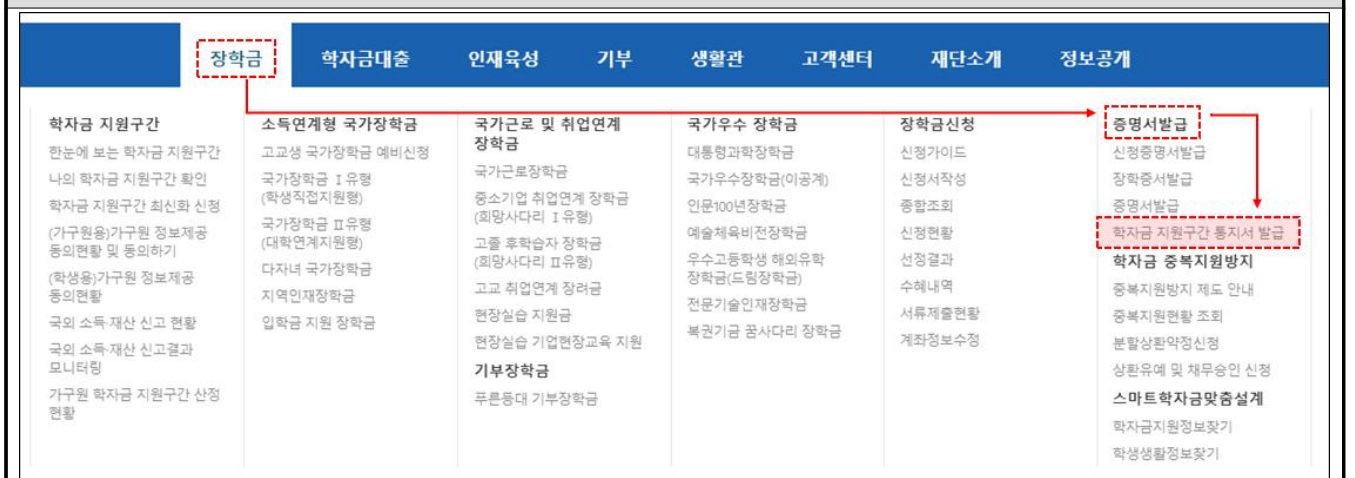 장학금 학자금대출 인재육성 기부 생활관 고객센터 재단소개 정보공개
학자금 지원구간
한눈에 보는 학자금 지원구간
나의 학자금 지원구간 확인
학자금 지원구간 최신화 신청
(가구원용)가구원 정보제공
동의현황 및 동의하기
(학생용)가구원 정보제공
동의현황
국외 소득·재산 신고 현황
국외 소득·재산 신고결과
모니터링
가구원 학자금 지원구간 산정
현황
소득연계형 국가장학금
고교생 국가장학금 예비신청
국가장학금 Ⅰ유형
(학생직접지원형)
국가장학금 Ⅱ유형
(대학연계지원형)
다자녀 국가장학금
지역인재장학금
입학금 지원 장학금
국가근로 및 취업연계
장학금
국가근로장학금
중소기업 취업연계 장학금
(희망사다리 Ⅰ유형)
고졸 후학습자 장학금
(희망사다리 Ⅱ유형)
고교 취업연계 장려금
현장실습 지원금
현장실습 기업현장교육 지원
기부장학금
푸른등대 기부장학금
국가우수 장학금
대통령과학장학금
국가우수장학금(이공계)
인문100년장학금
예술체육비전장학금
우수고등학생 해외유학
장학금(드림장학금)
전문기술인재장학금
복권기금 꿈사다리 장학금
장학금신청
신청가이드
신청서작성
종합조회
신청현황
선정결과
수혜내역
서류제출현황
계좌정보수정
증명서발급
신청증명서발급
장학증서발급
증명서발급
학자금 지원구간 통지서 발급
학자금 중복지원방지
중복지원방지 제도 안내
중복지원현황 조회
분할상환약정신청
상환유예 및 채무승인 신청
스마트학자금맞춤설계
학자금지원정보찾기
학생생활정보찾기